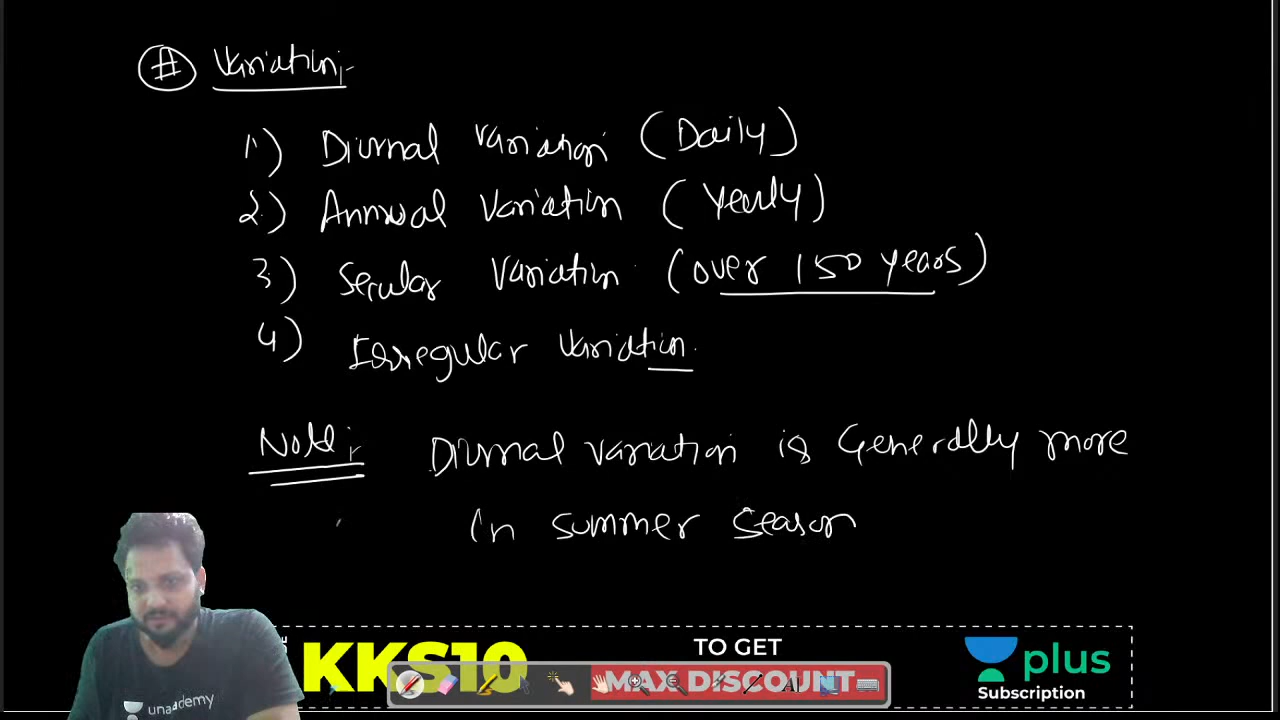 # Variation:-
1) Diurnal Variation (Daily)
2) Annual Variation (Yearly)
3) Secular Variation (over 150 years)
4) Irregular Variation.
Note:- Diurnal variation is Generally more
in summer season
unacademy
KKS10
TO GET
MAX DISCOUNT
plus
Subscription